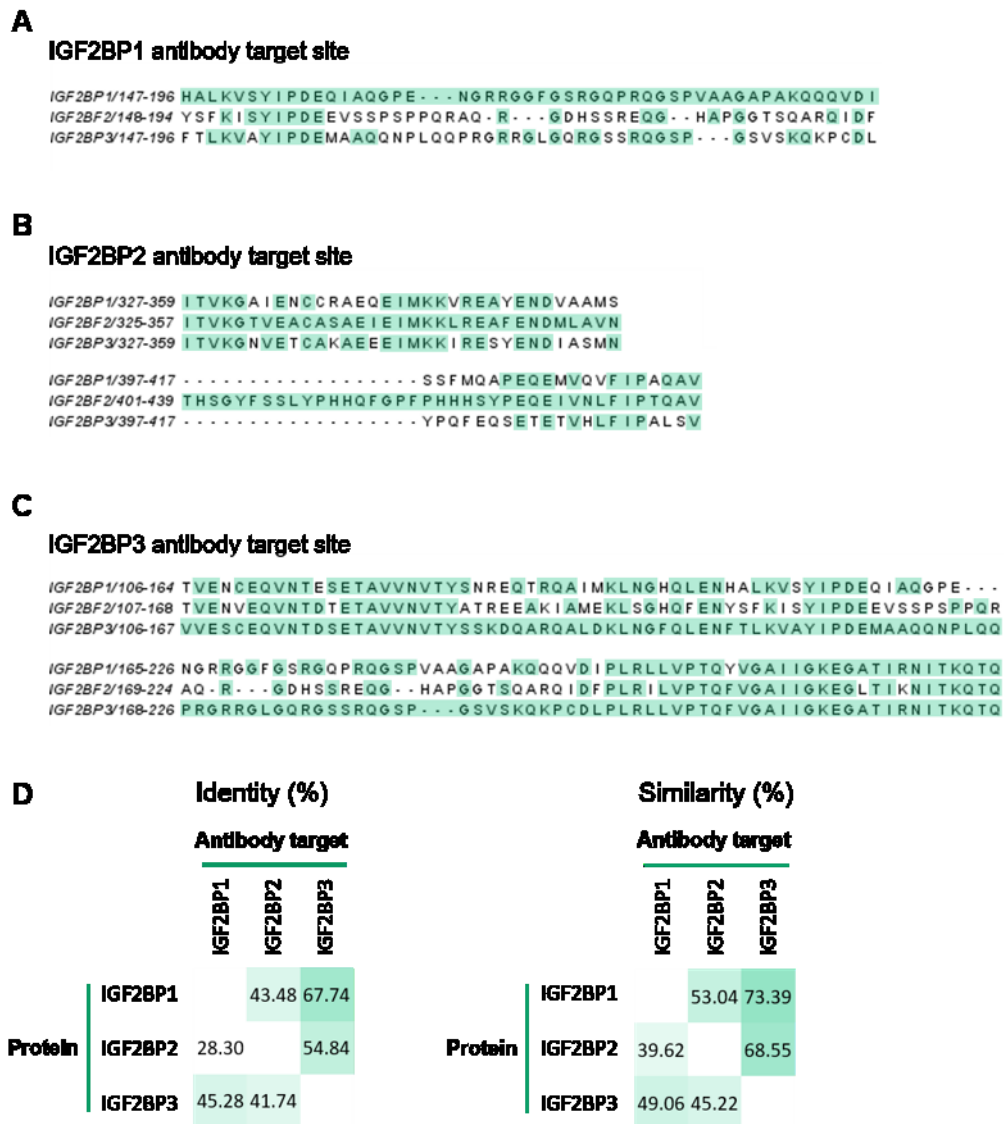 A
IGF2BP1 antibody target site
IGF2BP1/147-196 HALKVSYIPDEQIAQGPE---NGRRGGFGSRGQPRQGSPVAAGAPAKQQQVDI
IGF2BF2/148-194 YSFKISYIPDEEVSSPSPPQRAQ-R---GDHSSREQG--HAPGGTSQARQIDF
IGF2BP3/147-196 FTLKVAYIPDEMAAQQNPLQQPRGRRGLGQRGSSRQGSP---GSVSKQKPCDL
B
IGF2BP2 antibody target site
IGF2BP1/327-359 ITVKGAIENCCRAEQEIMKKVREAYENDVAAMS
IGF2BF2/325-357 ITVKGTVEACASAEIEIMKKLREAFENDMLAVN
IGF2BP3/327-359 ITVKGNVETCAKAEEEIMKKIRESYENDIASMN
IGF2BP1/397-417 ------------------SSFMQAPEQEMVQVFIPAQAV
IGF2BF2/401-439 THSGYFSSLYPHHQFGPFPHHHSYPEQEIVNLFIPTQAV
IGF2BP3/397-417 ------------------YPQFEQSETETVHLFIPALSV
C
IGF2BP3 antibody target site
IGF2BP1/106-164 TVENCEQVNTESETAVVNVTYSNREQTRQAIMKLNGHQLENHALKVSYIPDEQIAQGPE---
IGF2BF2/107-168 TVENVEQVNTDTETAVVNVTYATREEAKIAMEKLSGHQFENYSFKISYIPDEEVSSPSPPQR
IGF2BP3/106-167 VVESCEQVNTDSETAVVNVTYSSKDQARQALDKLNGFQLENFTLKVAYIPDEMAAQQNPLQQ
IGF2BP1/165-226 NGRRGGFGSRGQPRQGSPVAAGAPAKQQQVDIPLRLLVPTQYVGAIIGKEGATIRNITKQTQ
IGF2BF2/169-224 AQ-R---GDHSSREQG--HAPGGTSQARQIDFPLRILVPTQFVGAIIGKEGLTIKNITKQTQ
IGF2BP3/168-226 PRGRRGLGQRGSSRQGSP---GSVSKQKPCDLPLRLLVPTQFVGAIIGKEGATIRNITKQTQ
D
Identity (%)
Antibody target
IGF2BP1 IGF2BP2 IGF2BP3
Protein
IGF2BP1 43.48 67.74
IGF2BP2 28.30 54.84
IGF2BP3 45.28 41.74
Similarity (%)
Antibody target
IGF2BP1 IGF2BP2 IGF2BP3
Protein
IGF2BP1 53.04 73.39
IGF2BP2 39.62 68.55
IGF2BP3 49.06 45.22